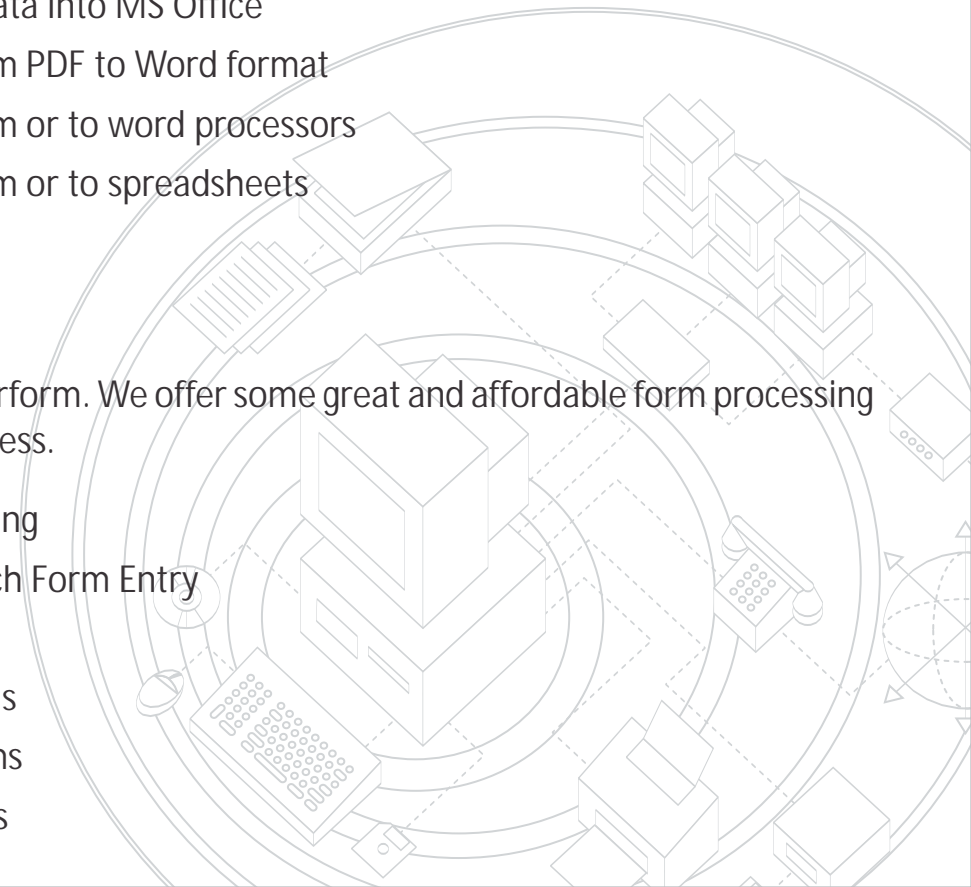 ata into MS Office
m PDF to Word format
m or to word processors
m or to spreadsheets
rform. We offer some great and affordable form processing
ess.
ng
ch Form Entry
s
ns
s